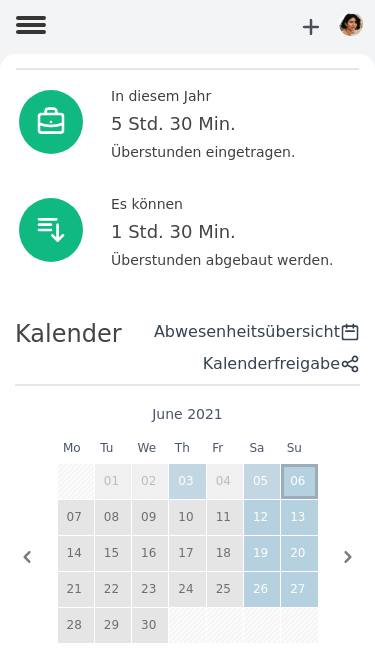 In diesem Jahr
5 Std. 30 Min.
Überstunden eingetragen.
Es können
1 Std. 30 Min.
Überstunden abgebaut werden.
Kalender
Abwesenheitsübersicht
Kalenderfreigabe
June 2021
Mo Tu We Th Fr Sa Su
01 02 03 04 05 06
07 08 09 10 11 12 13
14 15 16 17 18 19 20
21 22 23 24 25 26 27
28 29 30